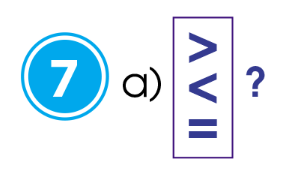 7 a) > < = ?